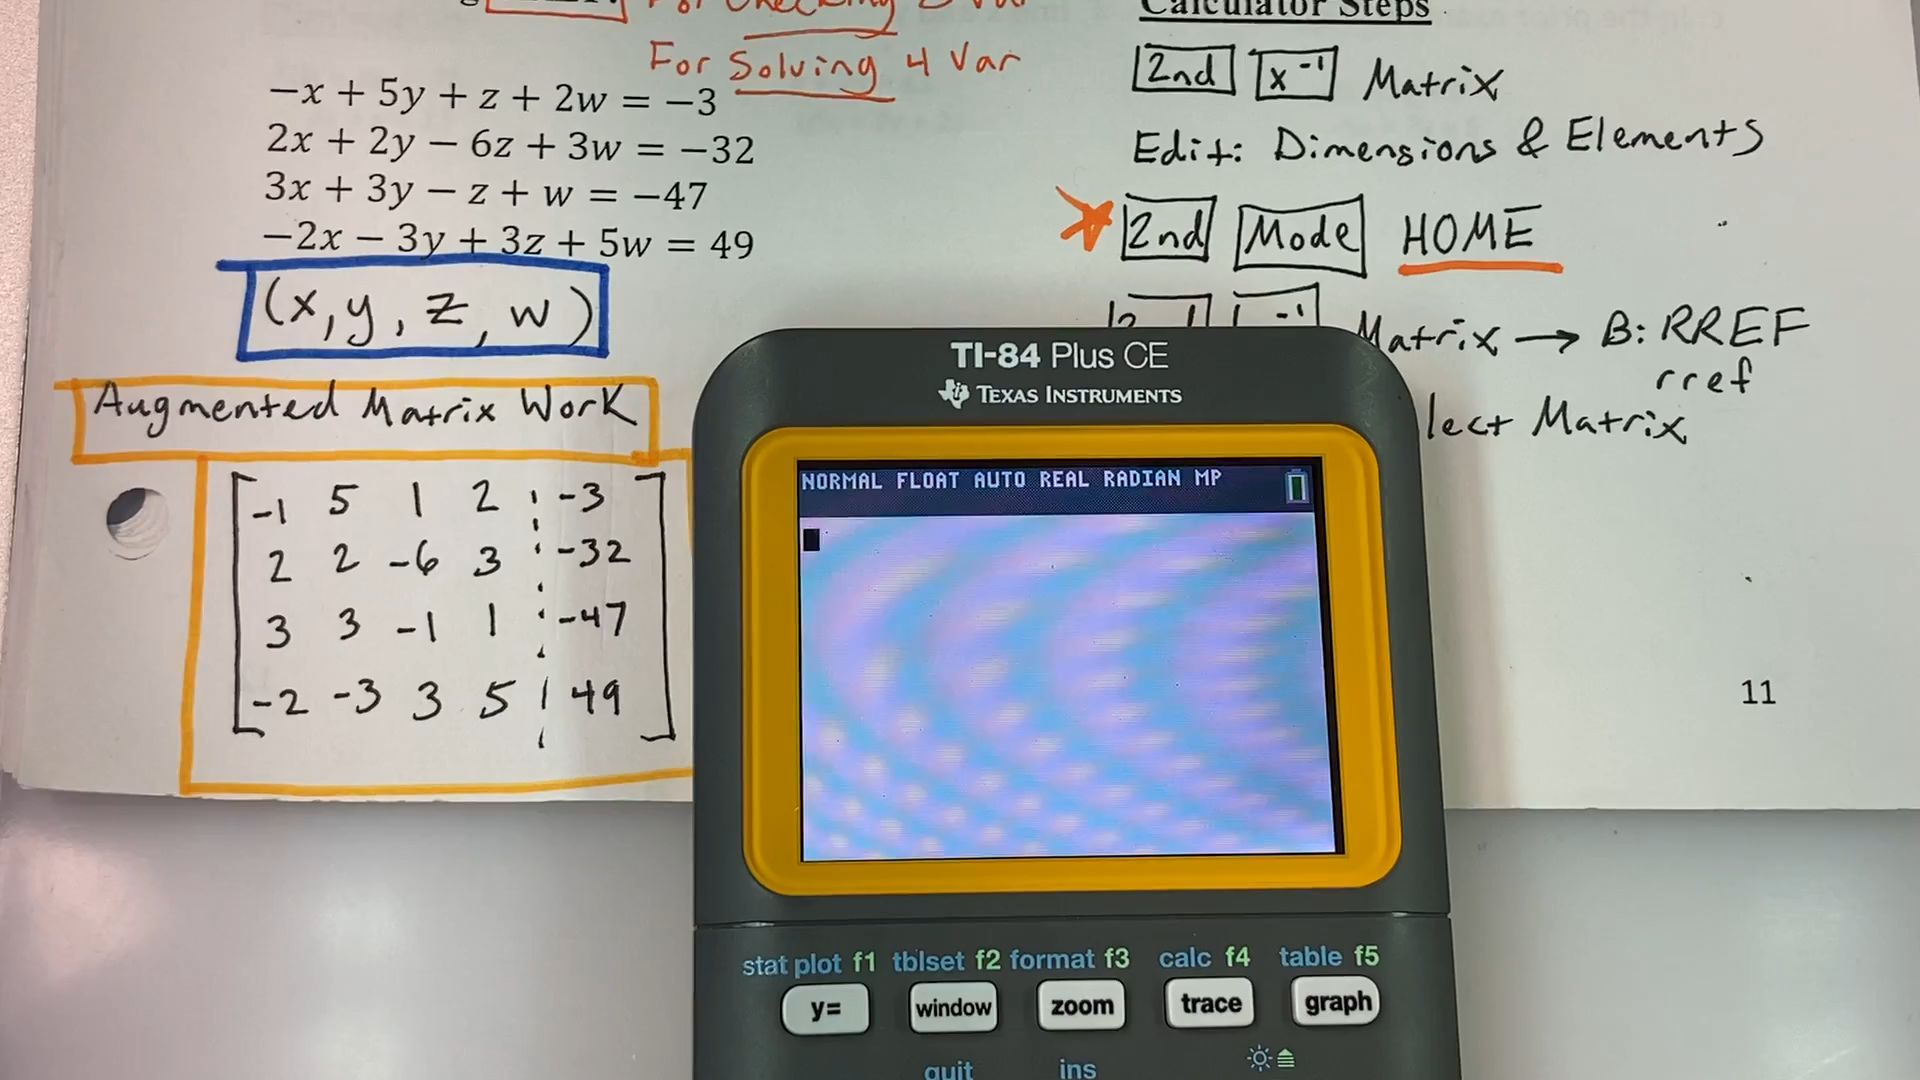 For Checking
For Solving 4 Var
−x + 5y + z + 2w = −3
2x + 2y − 6z + 3w = −32
3x + 3y − z + w = −47
−2x − 3y + 3z + 5w = 49
(x, y, z, w)
Augmented Matrix Work
-1 5 1 2 -3
2 2 -6 3 -32
3 3 -1 1 -47
-2 -3 3 5 49
Calculator Steps
2nd x⁻¹ Matrix
Edit: Dimensions & Elements
2nd Mode HOME
Matrix → B: RREF
rref
lect Matrix
11
TI-84 Plus CE
TEXAS INSTRUMENTS
NORMAL FLOAT AUTO REAL RADIAN MP
stat plot f1 tblset f2 format f3 calc f4 table f5
y= window zoom trace graph
quit ins